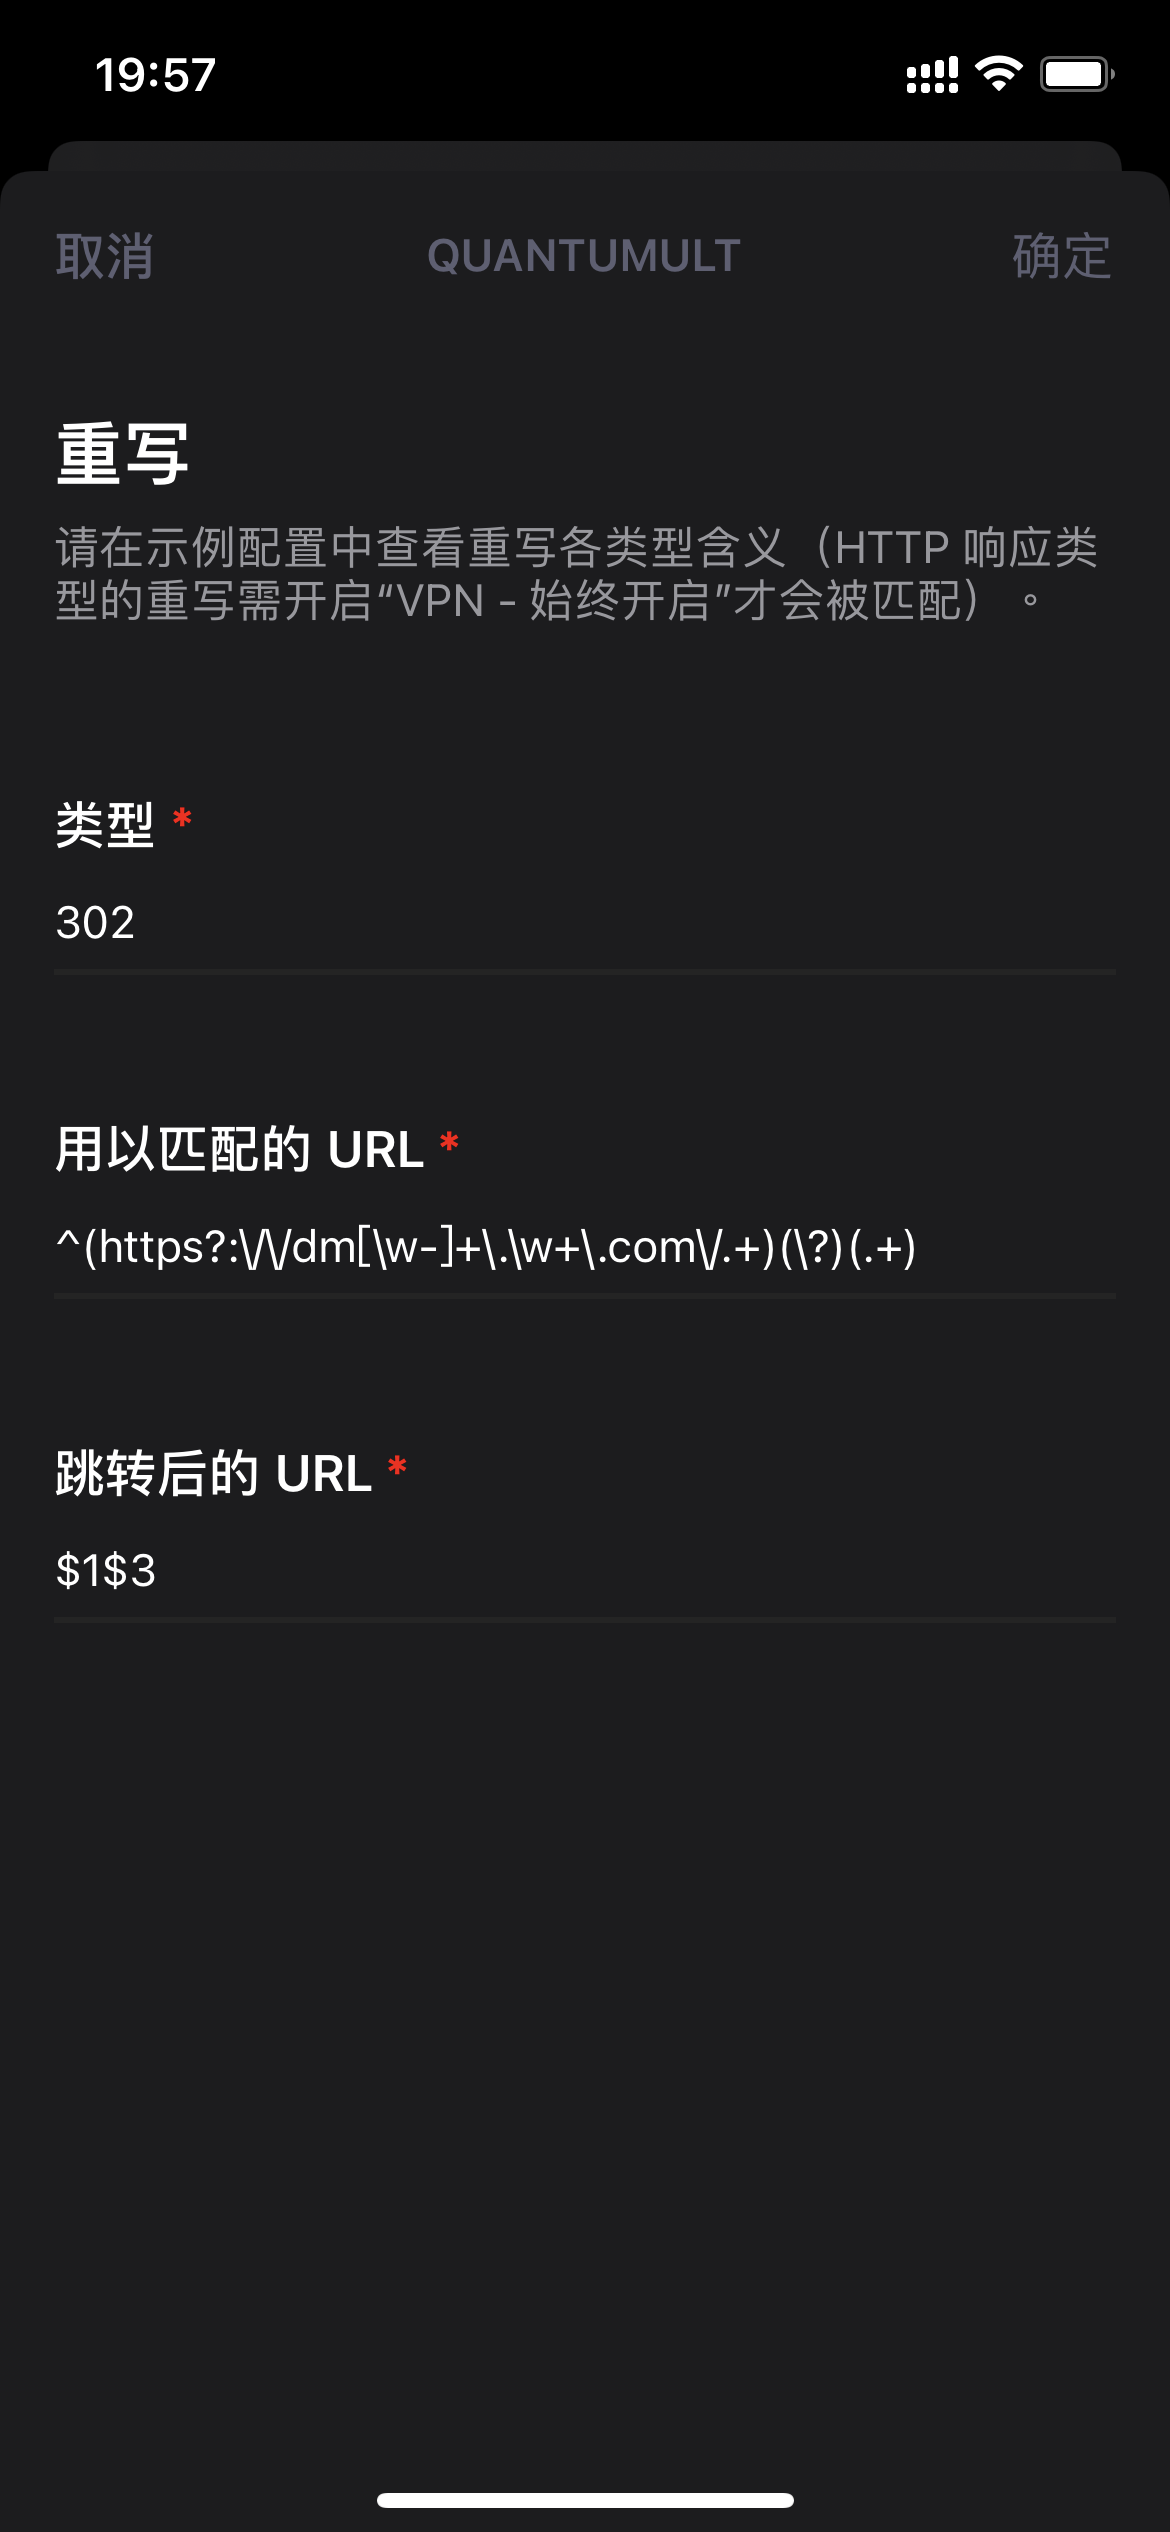 19:57
取消
QUANTUMULT
确定
重写
请在示例配置中查看重写各类型含义（HTTP 响应类
型的重写需开启“VPN - 始终开启”才会被匹配） 。
类型 *
302
用以匹配的 URL *
^(https?:\/\/dm[\w-]+\.\w+\.com\/.+)(\?)(.+)
跳转后的 URL *
$1$3